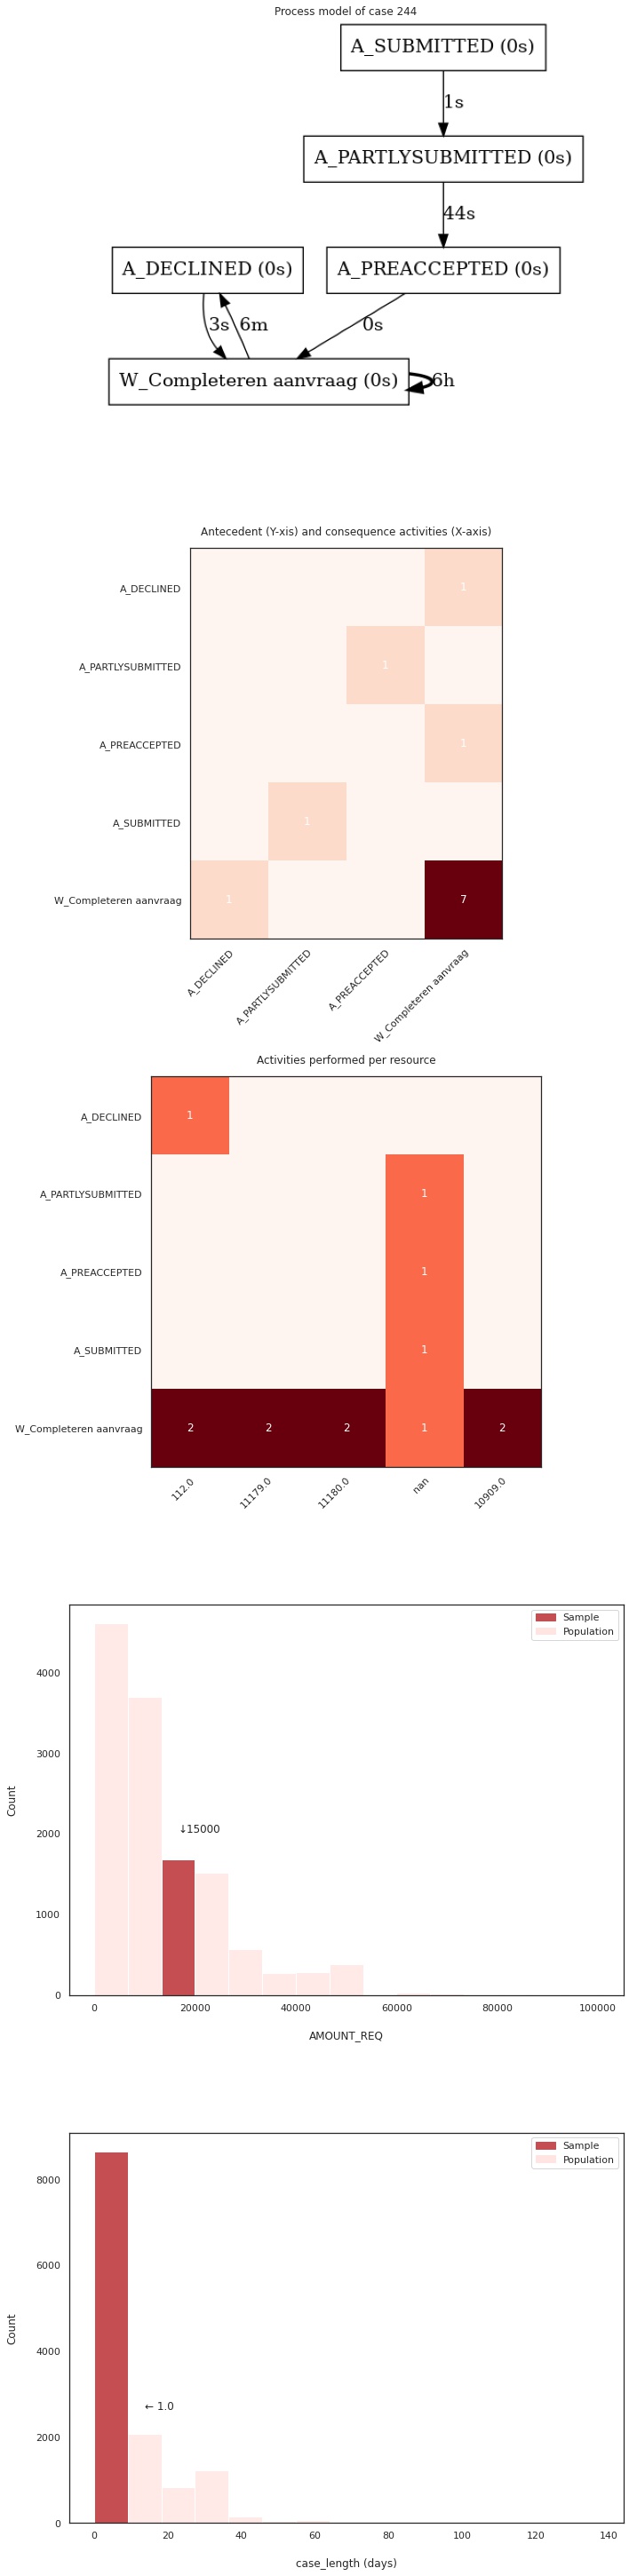 Process model of case 244
A_SUBMITTED (0s)
1s
A_PARTLYSUBMITTED (0s)
44s
A_DECLINED (0s)
A_PREACCEPTED (0s)
3s
6m
0s
W_Completeren aanvraag (0s)
6h
Antecedent (Y-xis) and consequence activities (X-axis)
A_DECLINED
1
A_PARTLYSUBMITTED
1
A_PREACCEPTED
1
A_SUBMITTED
1
W_Completeren aanvraag
1
7
A_DECLINED
A_PARTLYSUBMITTED
A_PREACCEPTED
W_Completeren aanvraag
Activities performed per resource
A_DECLINED
1
A_PARTLYSUBMITTED
1
A_PREACCEPTED
1
A_SUBMITTED
1
W_Completeren aanvraag
2
2
2
1
2
112.0
11179.0
11180.0
nan
10909.0
Sample
Population
4000
3000
2000
1000
0
Count
↓15000
0
20000
40000
60000
80000
100000
AMOUNT_REQ
Sample
Population
8000
6000
4000
2000
0
Count
← 1.0
0
20
40
60
80
100
120
140
case_length (days)